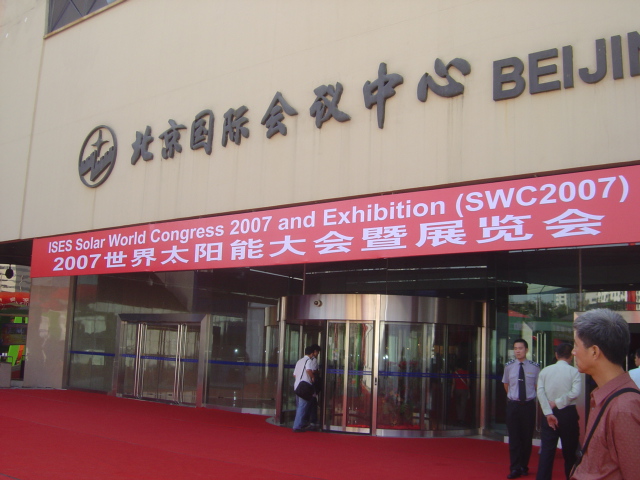 北京国际会议中心 BEIJIN
ISES Solar World Congress 2007 and Exhibition (SWC2007)
2007世界太阳能大会暨展览会